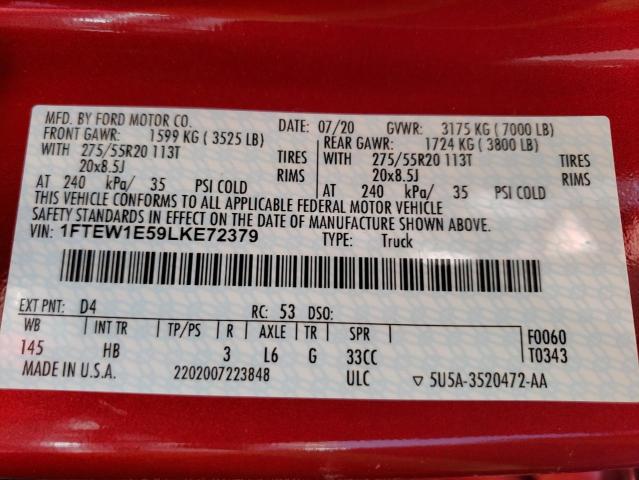 MFD. BY FORD MOTOR CO.
DATE: 07/20 GVWR: 3175 KG ( 7000 LB)
FRONT GAWR: 1599 KG ( 3525 LB) REAR GAWR: 1724 KG ( 3800 LB)
WITH 275/55R20 113T TIRES WITH 275/55R20 113T TIRES
20x8.5J RIMS 20x8.5J RIMS
AT 240 kPa/ 35 PSI COLD AT 240 kPa/ 35 PSI COLD
THIS VEHICLE CONFORMS TO ALL APPLICABLE FEDERAL MOTOR VEHICLE
SAFETY STANDARDS IN EFFECT ON THE DATE OF MANUFACTURE SHOWN ABOVE.
VIN: 1FTEW1E59LKE72379 TYPE: Truck
EXT PNT: D4 RC: 53 DSO:
WB INT TR TP/PS R AXLE TR SPR F0060
145 HB 3 L6 G 33CC T0343
MADE IN U.S.A. 2202007223848 ULC ▽ 5U5A-3520472-AA